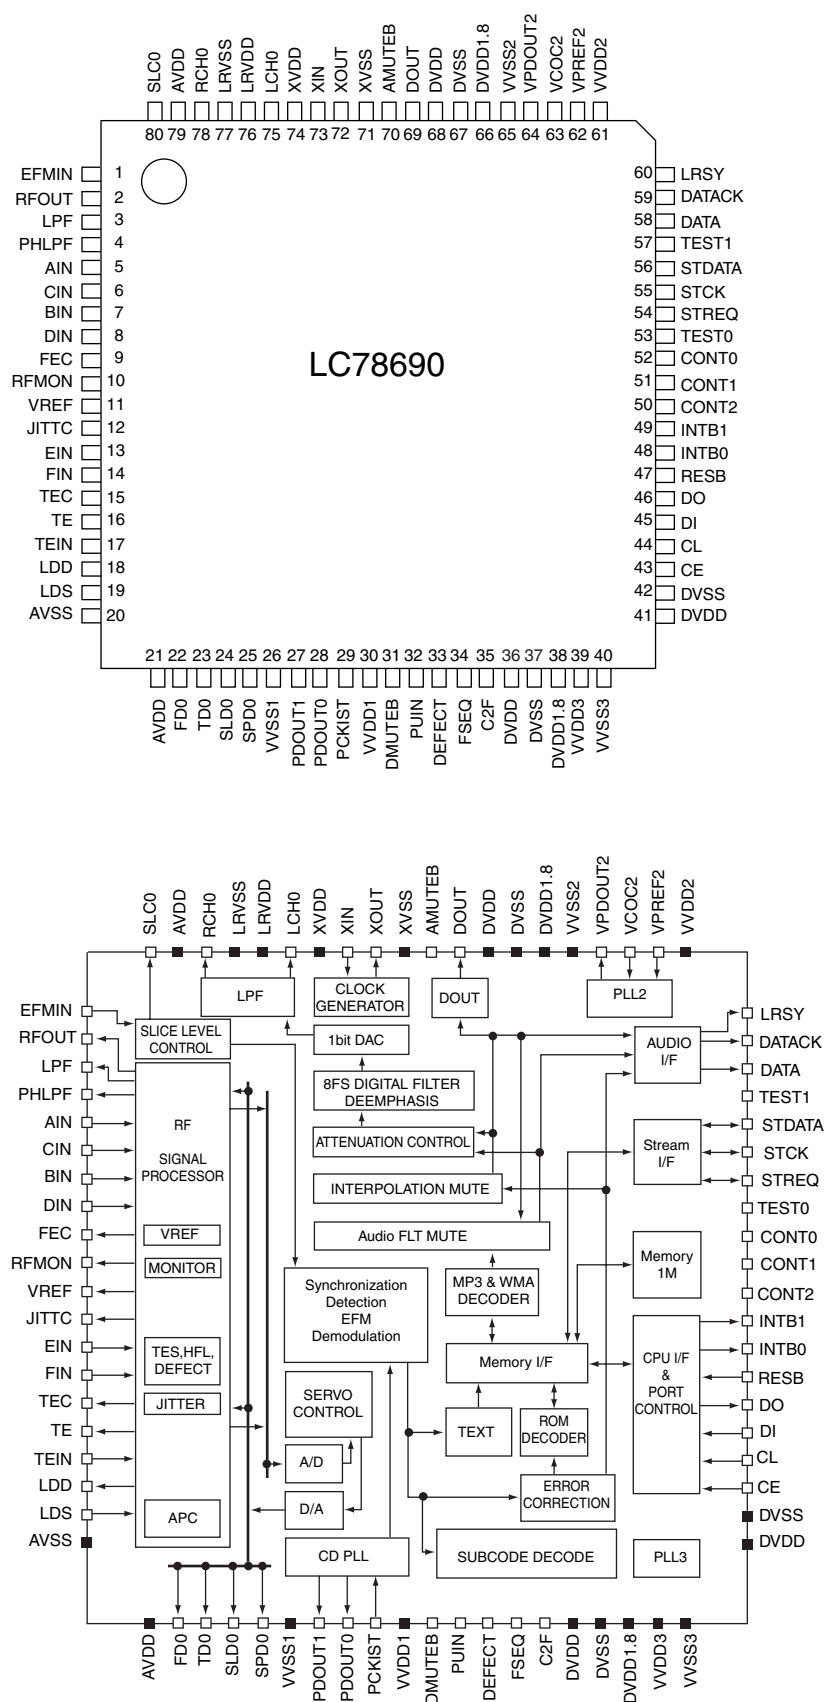 SLC0
AVDD
RCH0
LRVSS
LRVDD
LCH0
XVDD
XIN
XOUT
XVSS
AMUTEB
DOUT
DVDD
DVSS
DVDD1.8
VVSS2
VPDOUT2
VCOC2
VPREF2
VVDD2
80 79 78 77 76 75 74 73 72 71 70 69 68 67 66 65 64 63 62 61
EFMIN 1
RFOUT 2
LPF 3
PHLPF 4
AIN 5
CIN 6
BIN 7
DIN 8
FEC 9
RFMON 10
VREF 11
JITTC 12
EIN 13
FIN 14
TEC 15
TE 16
TEIN 17
LDD 18
LDS 19
AVSS 20
LC78690
60 LRSY
59 DATACK
58 DATA
57 TEST1
56 STDATA
55 STCK
54 STREQ
53 TEST0
52 CONT0
51 CONT1
50 CONT2
49 INTB1
48 INTB0
47 RESB
46 DO
45 DI
44 CL
43 CE
42 DVSS
41 DVDD
21 22 23 24 25 26 27 28 29 30 31 32 33 34 35 36 37 38 39 40
AVDD
FD0
TD0
SLD0
SPD0
VVSS1
PDOUT1
PDOUT0
PCKIST
VVDD1
DMUTEB
PUIN
DEFECT
FSEQ
C2F
DVDD
DVSS
DVDD1.8
VVDD3
VVSS3
SLC0
AVDD
RCH0
LRVSS
LRVDD
LCH0
XVDD
XIN
XOUT
XVSS
AMUTEB
DOUT
DVDD
DVSS
DVDD1.8
VVSS2
VPDOUT2
VCOC2
VPREF2
VVDD2
EFMIN
RFOUT
LPF
PHLPF
AIN
CIN
BIN
DIN
FEC
RFMON
VREF
JITTC
EIN
FIN
TEC
TE
TEIN
LDD
LDS
AVSS
SLICE LEVEL
CONTROL
RF
SIGNAL
PROCESSOR
VREF
MONITOR
TES,HFL,
DEFECT
JITTER
APC
LPF
CLOCK
GENERATOR
DOUT
PLL2
1bit DAC
8FS DIGITAL FILTER
DEEMPHASIS
ATTENUATION CONTROL
INTERPOLATION MUTE
Audio FLT MUTE
Synchronization
Detection
EFM
Demodulation
MP3 & WMA
DECODER
Memory I/F
SERVO
CONTROL
TEXT
ROM
DECODER
A/D
D/A
ERROR
CORRECTION
CD PLL
SUBCODE DECODE
PLL3
AUDIO
I/F
Stream
I/F
Memory
1M
CPU I/F
&
PORT
CONTROL
LRSY
DATACK
DATA
TEST1
STDATA
STCK
STREQ
TEST0
CONT0
CONT1
CONT2
INTB1
INTB0
RESB
DO
DI
CL
CE
DVSS
DVDD
AVDD
FD0
TD0
SLD0
SPD0
VVSS1
PDOUT1
PDOUT0
PCKIST
VVDD1
DMUTEB
PUIN
DEFECT
FSEQ
C2F
DVDD
DVSS
DVDD1.8
VVDD3
VVSS3